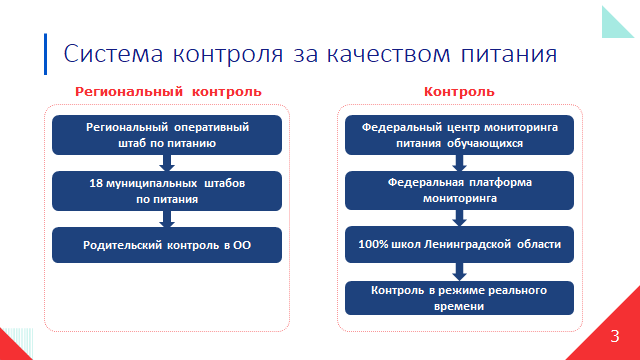 Система контроля за качеством питания
Региональный контроль
Региональный оперативный
штаб по питанию
18 муниципальных штабов
по питания
Родительский контроль в ОО
Контроль
Федеральный центр мониторинга
питания обучающихся
Федеральная платформа
мониторинга
100% школ Ленинградской области
Контроль в режиме реального
времени
3